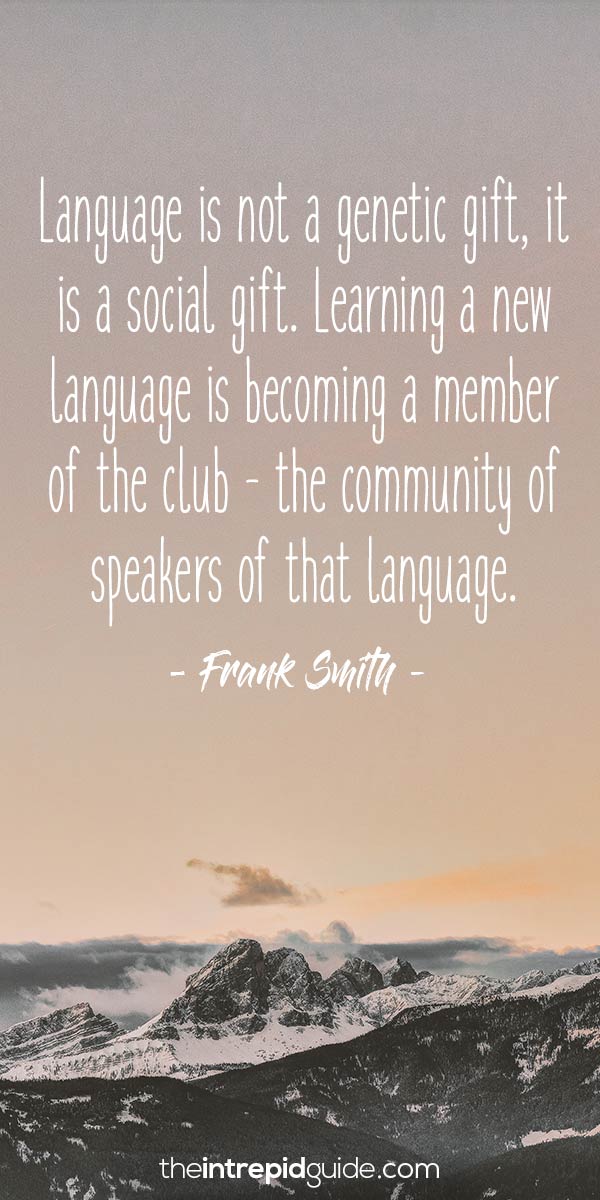 Language is not a genetic gift, it
is a social gift. Learning a new
language is becoming a member
of the club - the community of
speakers of that language.
- Frank Smith -
theintrepidguide.com